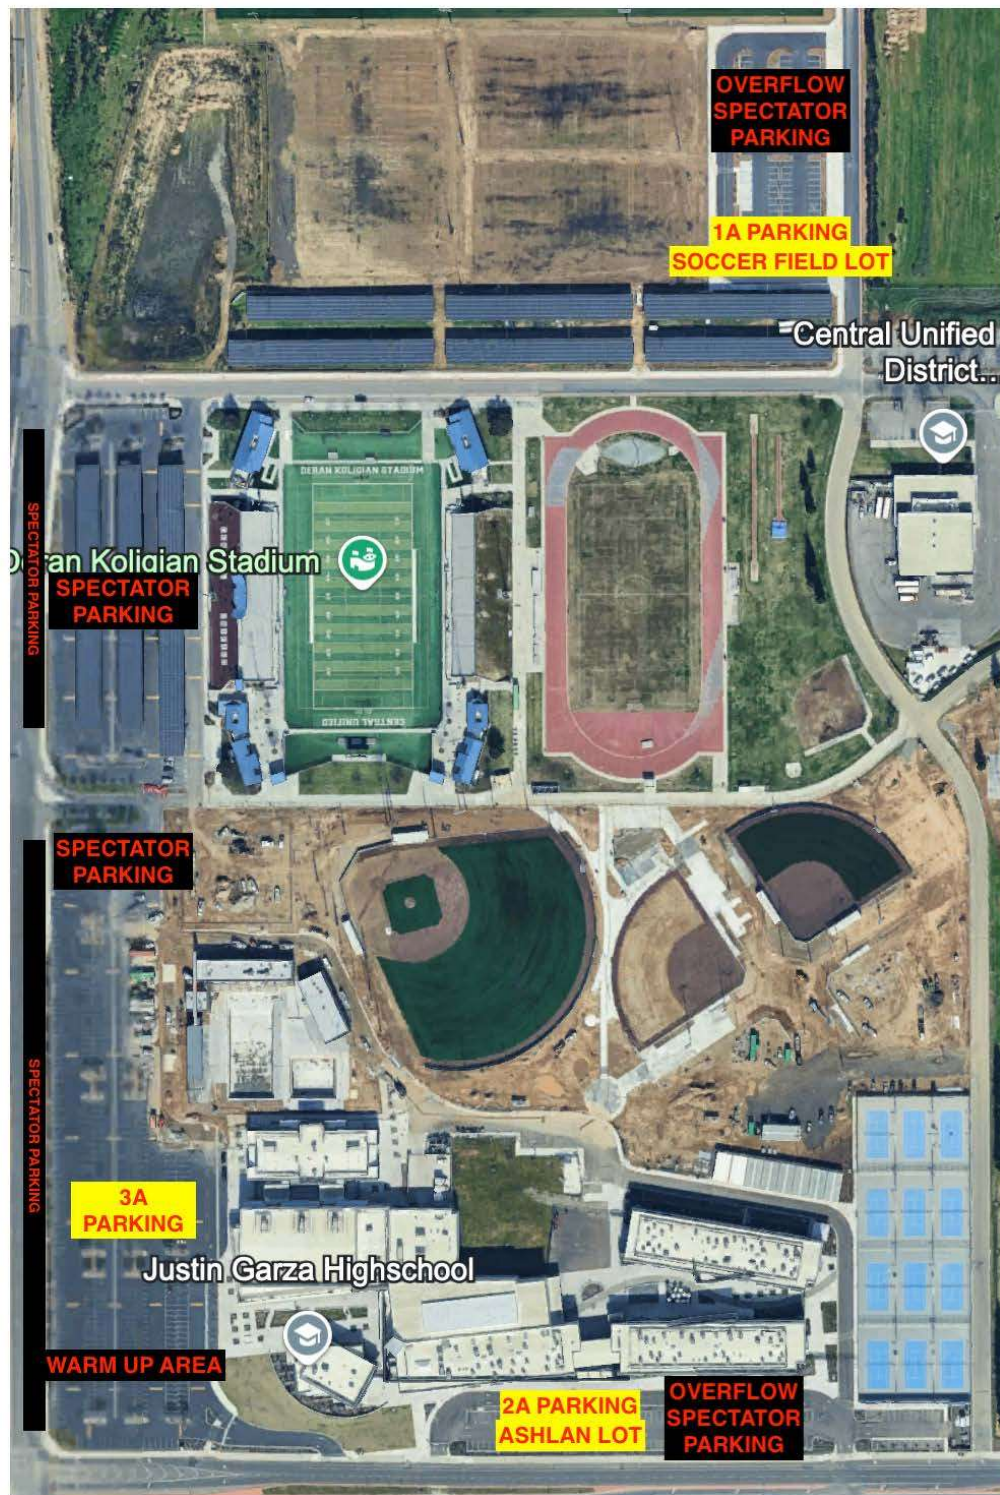 OVERFLOW
SPECTATOR
PARKING
1A PARKING
SOCCER FIELD LOT
Central Unified
District...
DERAN KOLIGIAN STADIUM
SPECTATOR PARKING
Deran Koligian Stadium
SPECTATOR
PARKING
CENTRAL UNIFIED
SPECTATOR
PARKING
SPECTATOR PARKING
3A
PARKING
Justin Garza Highschool
WARM UP AREA
2A PARKING
ASHLAN LOT
OVERFLOW
SPECTATOR
PARKING